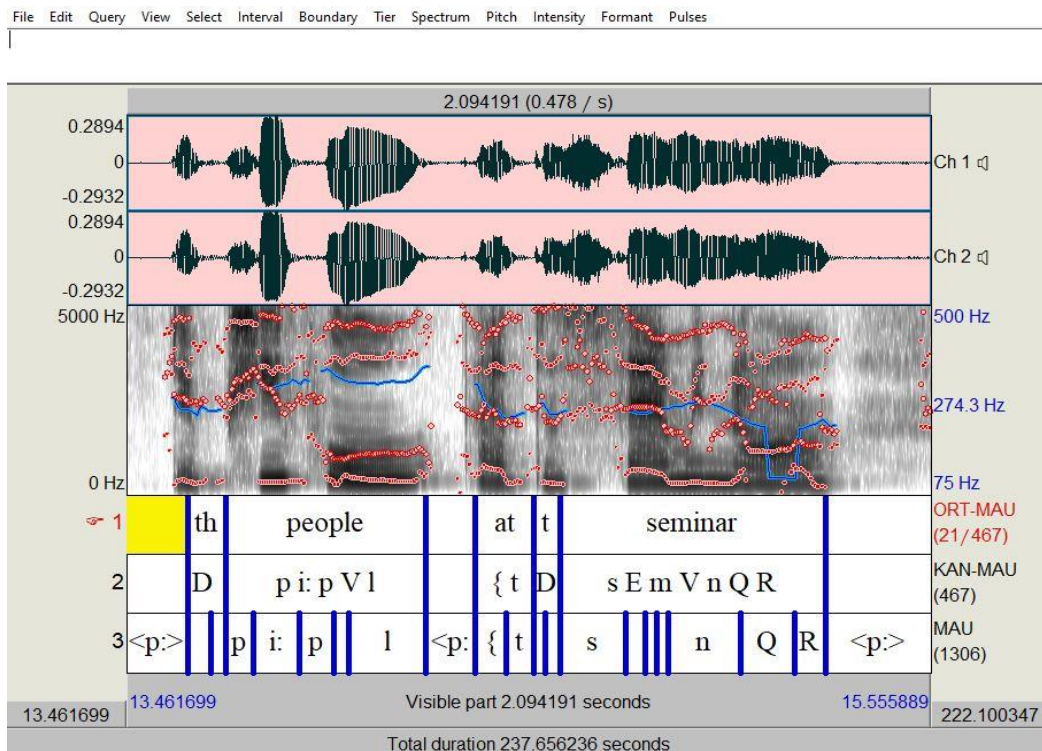 File Edit Query View Select Interval Boundary Tier Spectrum Pitch Intensity Formant Pulses
2.094191 (0.478 / s)
0.2894
0
-0.2932
Ch 1
0.2894
0
-0.2932
Ch 2
5000 Hz
500 Hz
274.3 Hz
0 Hz
75 Hz
1 th people at t seminar ORT-MAU (21/467)
2 D p i: p V l { t D s E m V n Q R KAN-MAU (467)
3 <p:> p i: p l <p: { t s n Q R <p:> MAU (1306)
13.461699 Visible part 2.094191 seconds 15.555889
13.461699 222.100347
Total duration 237.656236 seconds